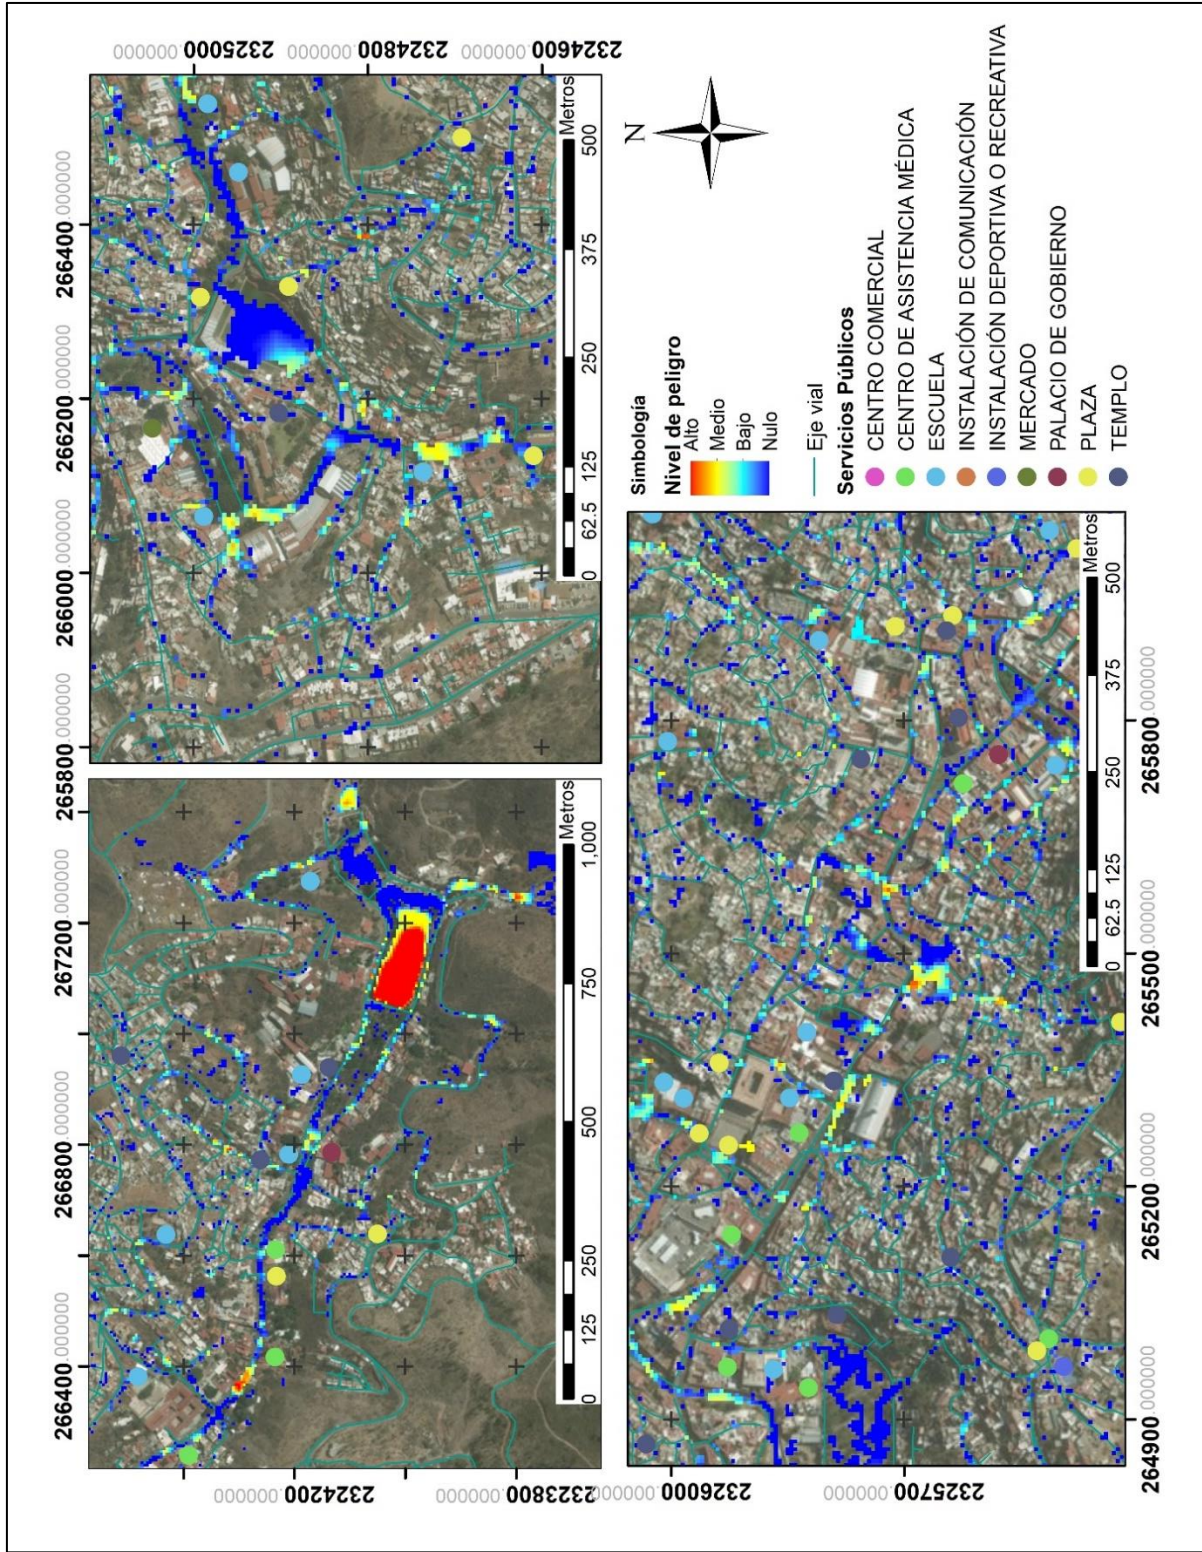 266400.000000 266800.000000 267200.000000
2324200.000000
2323800.000000
0 125 250 500 750 1,000 Metros
265800.000000 266000.000000 266200.000000 266400.000000
2325000.000000
2324800.000000
2324600.000000
0 62.5 125 250 375 500 Metros
2326000.000000
2325700.000000
264900.000000 265200.000000 265500.000000 265800.000000
0 62.5 125 250 375 500 Metros
N
Simbología
Nivel de peligro
Alto
Medio
Bajo
Nulo
Eje vial
Servicios Públicos
CENTRO COMERCIAL
CENTRO DE ASISTENCIA MÉDICA
ESCUELA
INSTALACIÓN DE COMUNICACIÓN
INSTALACIÓN DEPORTIVA O RECREATIVA
MERCADO
PALACIO DE GOBIERNO
PLAZA
TEMPLO